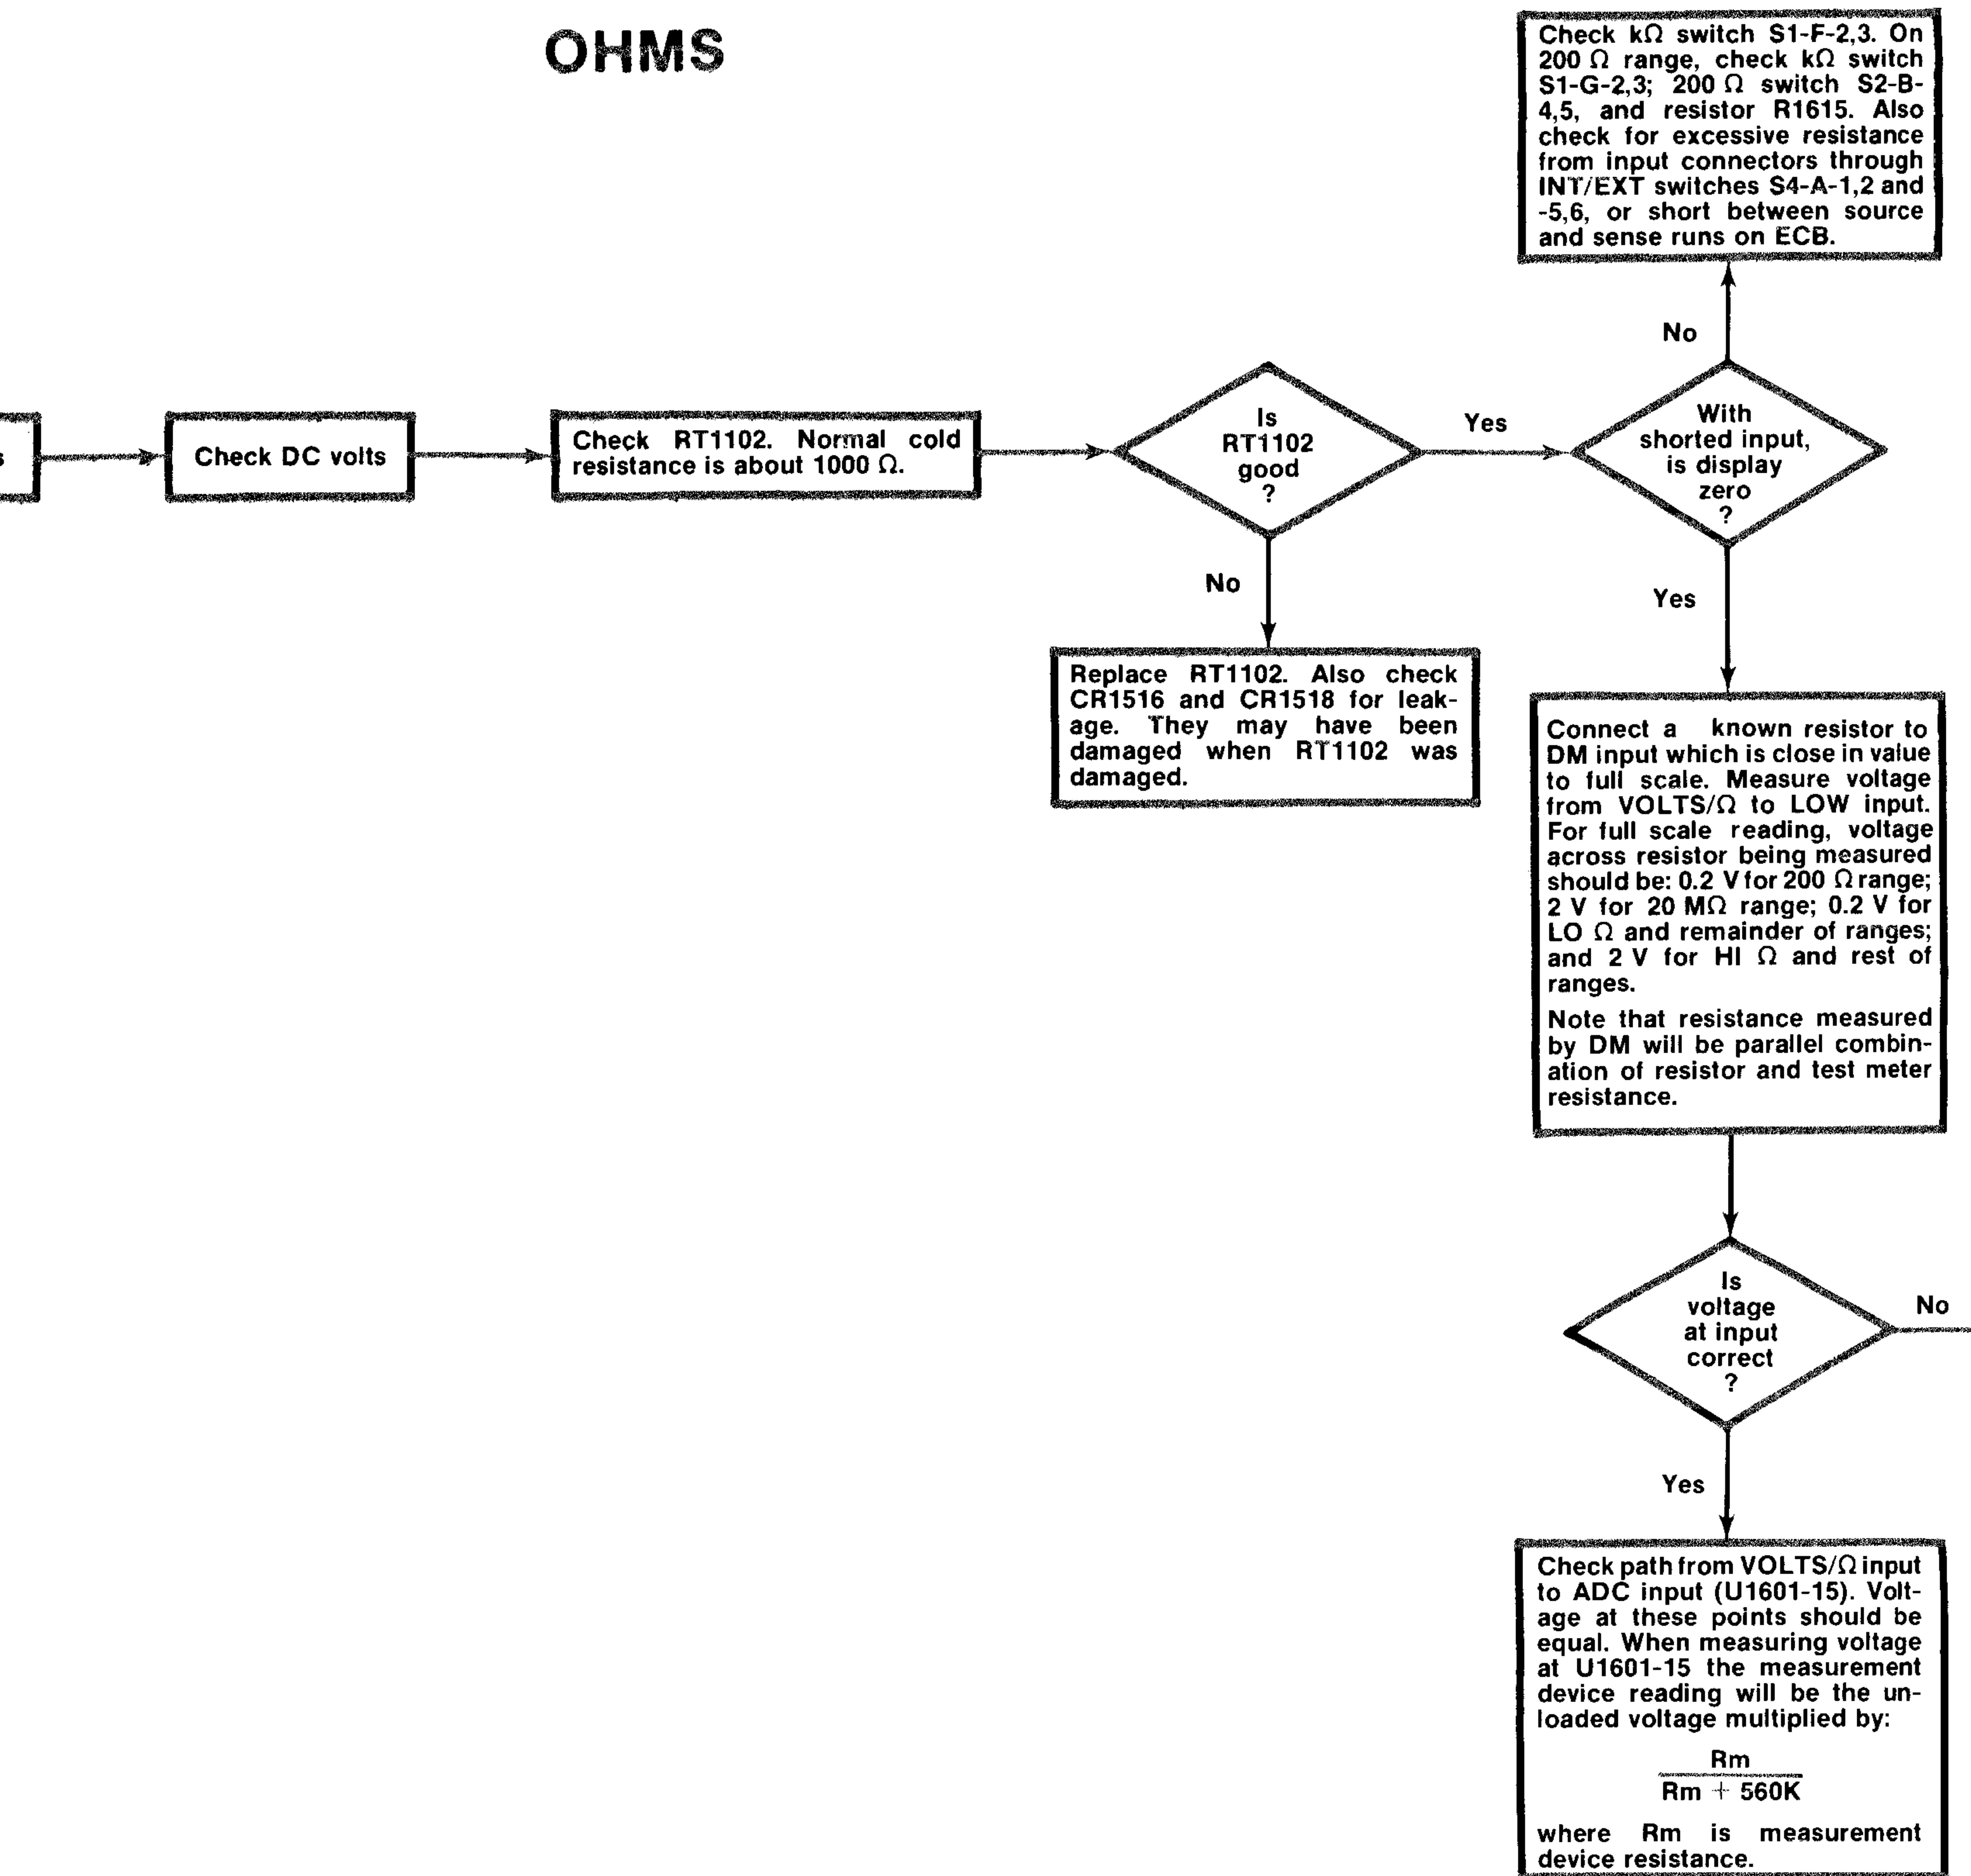 OHMS
Check kΩ switch S1-F-2,3. On
200 Ω range, check kΩ switch
S1-G-2,3; 200 Ω switch S2-B-
4,5, and resistor R1615. Also
check for excessive resistance
from input connectors through
INT/EXT switches S4-A-1,2 and
-5,6, or short between source
and sense runs on ECB.
No
s
Check DC volts
Check RT1102. Normal cold
resistance is about 1000 Ω.
Is
RT1102
good
?
Yes
With
shorted input,
is display
zero
?
No
Yes
Replace RT1102. Also check
CR1516 and CR1518 for leak-
age. They may have been
damaged when RT1102 was
damaged.
Connect a known resistor to
DM input which is close in value
to full scale. Measure voltage
from VOLTS/Ω to LOW input.
For full scale reading, voltage
across resistor being measured
should be: 0.2 V for 200 Ω range;
2 V for 20 MΩ range; 0.2 V for
LO Ω and remainder of ranges;
and 2 V for HI Ω and rest of
ranges.
Note that resistance measured
by DM will be parallel combin-
ation of resistor and test meter
resistance.
Is
voltage
at input
correct
?
No
Yes
Check path from VOLTS/Ω input
to ADC input (U1601-15). Volt-
age at these points should be
equal. When measuring voltage
at U1601-15 the measurement
device reading will be the un-
loaded voltage multiplied by:
Rm
Rm + 560K
where Rm is measurement
device resistance.